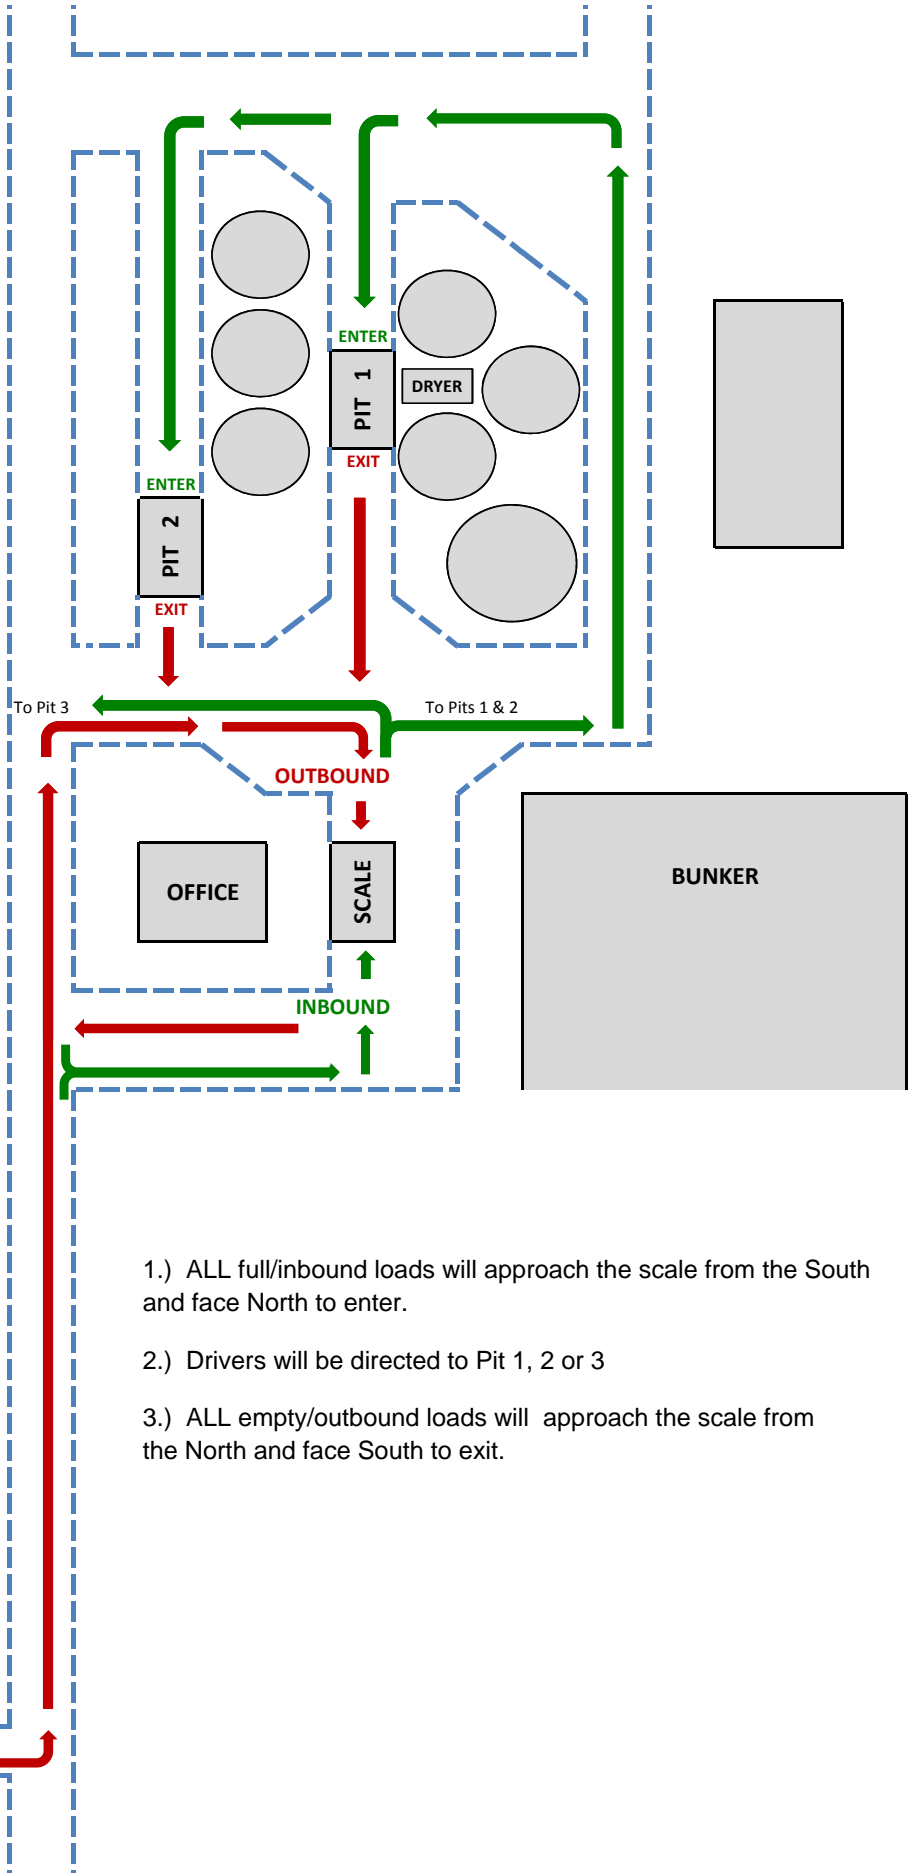 ENTER
PIT 1
DRYER
EXIT
ENTER
PIT 2
EXIT
To Pit 3
To Pits 1 & 2
OUTBOUND
OFFICE
SCALE
BUNKER
INBOUND
1.) ALL full/inbound loads will approach the scale from the South
and face North to enter.
2.) Drivers will be directed to Pit 1, 2 or 3
3.) ALL empty/outbound loads will approach the scale from
the North and face South to exit.